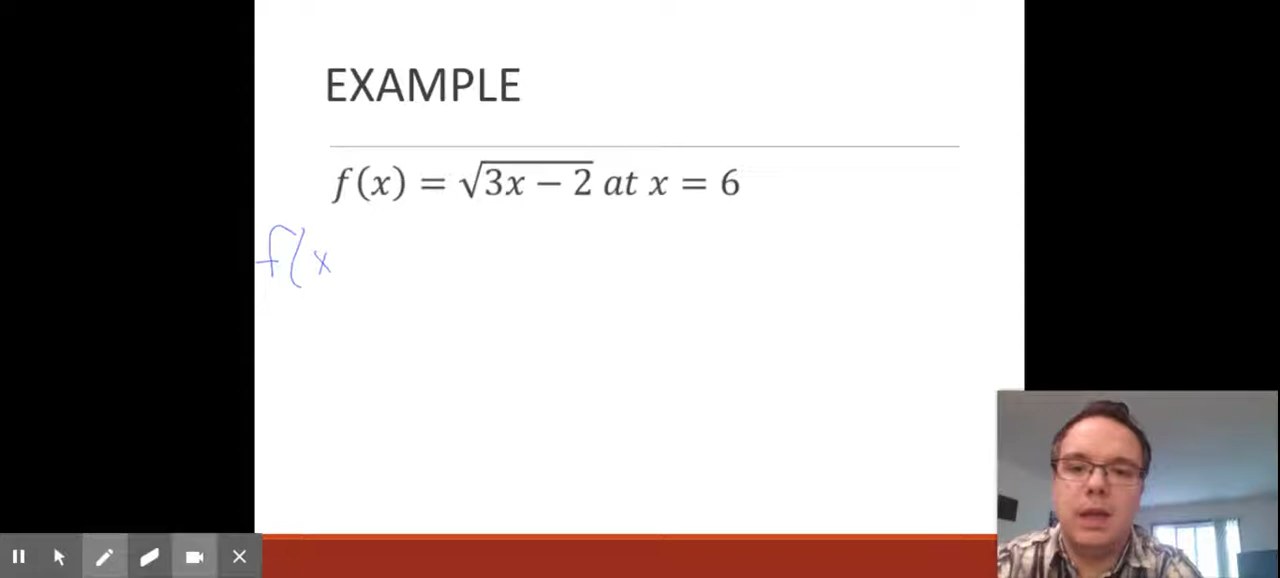 EXAMPLE
f(x) = √3x − 2 at x = 6
f(x